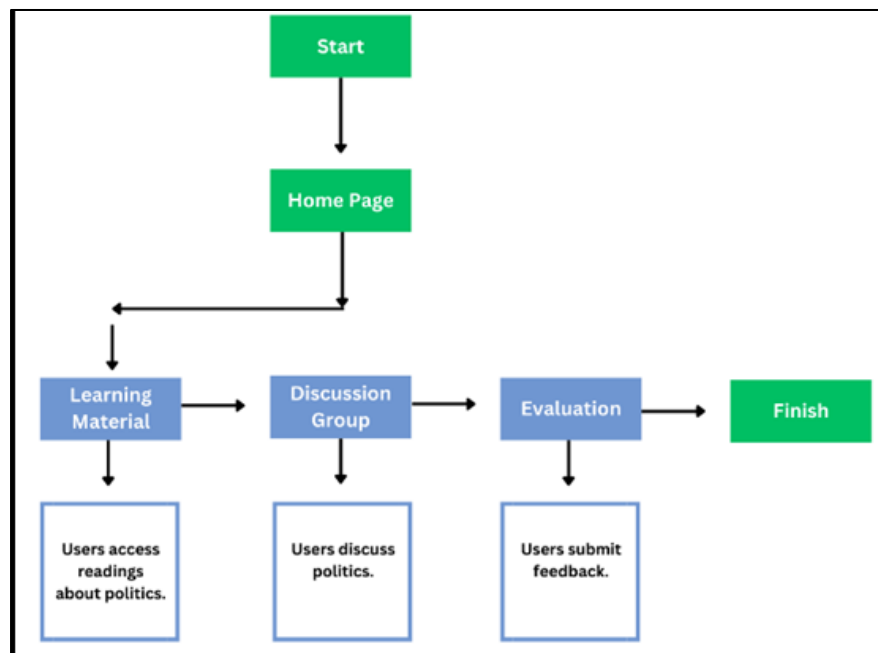 Start
Home Page
Learning
Material
Discussion
Group
Evaluation
Finish
Users access
readings
about politics.
Users discuss
politics.
Users submit
feedback.